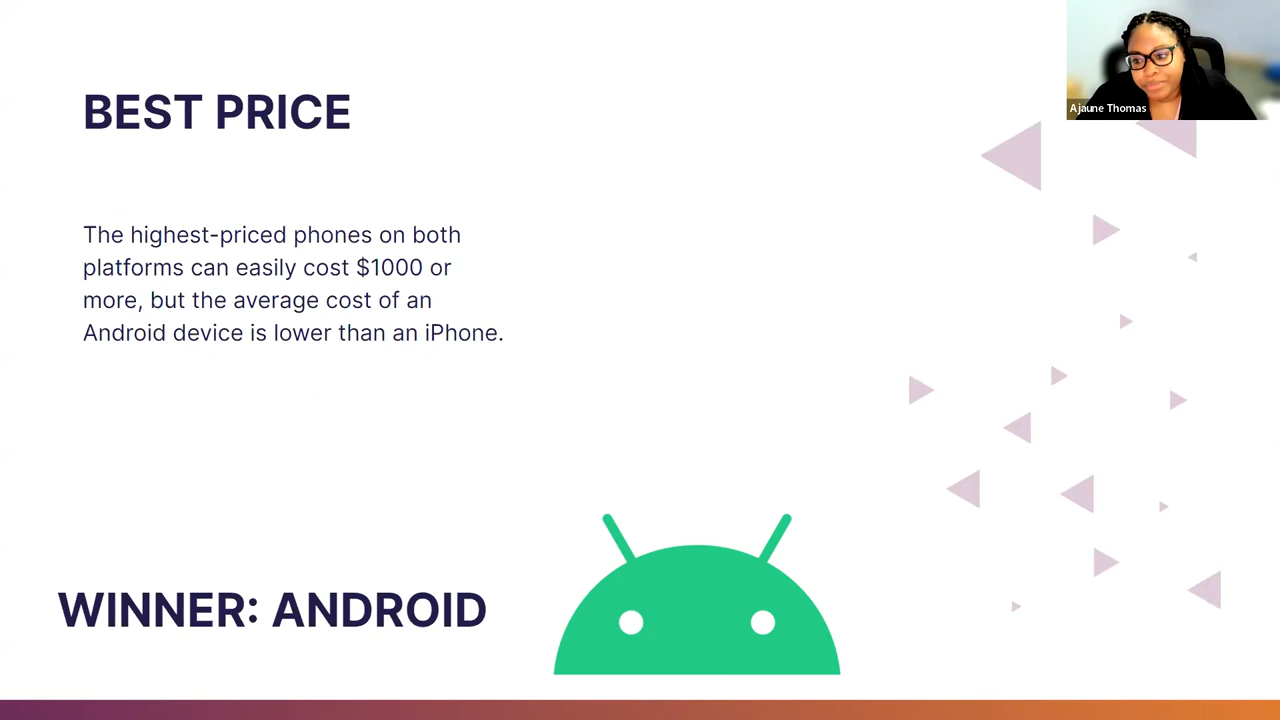 BEST PRICE
Ajaune Thomas
The highest-priced phones on both
platforms can easily cost $1000 or
more, but the average cost of an
Android device is lower than an iPhone.
WINNER: ANDROID